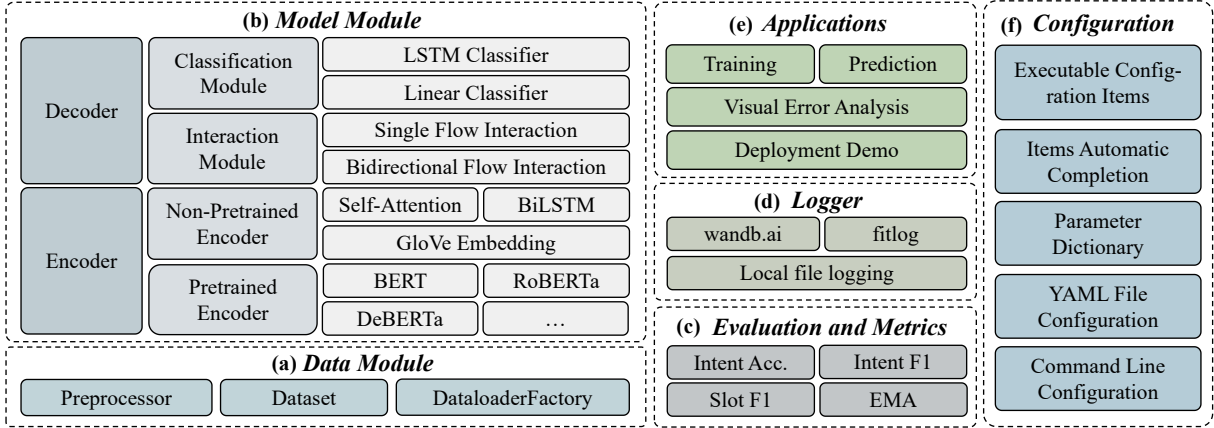 (b) Model Module
Decoder
Classification
Module
LSTM Classifier
Linear Classifier
Interaction
Module
Single Flow Interaction
Bidirectional Flow Interaction
Encoder
Non-Pretrained
Encoder
Self-Attention
BiLSTM
GloVe Embedding
Pretrained
Encoder
BERT
RoBERTa
DeBERTa
...
(a) Data Module
Preprocessor
Dataset
DataloaderFactory
(e) Applications
Training
Prediction
Visual Error Analysis
Deployment Demo
(d) Logger
wandb.ai
fitlog
Local file logging
(c) Evaluation and Metrics
Intent Acc.
Intent F1
Slot F1
EMA
(f) Configuration
Executable Config-
ration Items
Items Automatic
Completion
Parameter
Dictionary
YAML File
Configuration
Command Line
Configuration